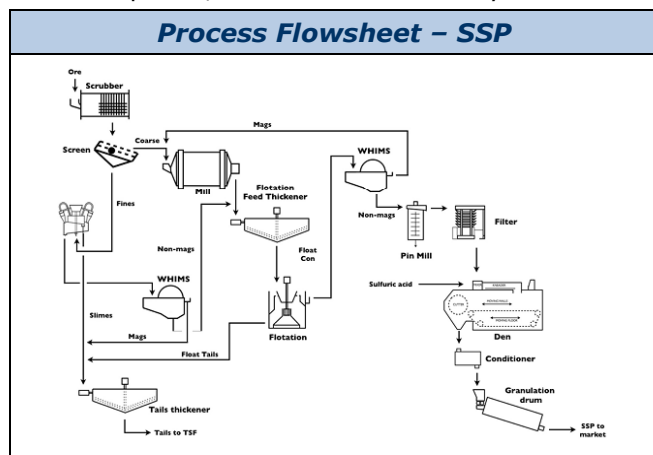 Process Flowsheet – SSP
Ore
Scrubber
Screen
Coarse
Mags
Mill
WHIMS
Flotation
Feed Thickener
Fines
Non-mags
Pin Mill
Filter
Non-mags
Float
Con
WHIMS
Sulfuric acid
Slimes
Mags
Float Tails
Flotation
Den
Conditioner
Granulation
drum
Tails thickener
Tails to TSF
SSP to
market